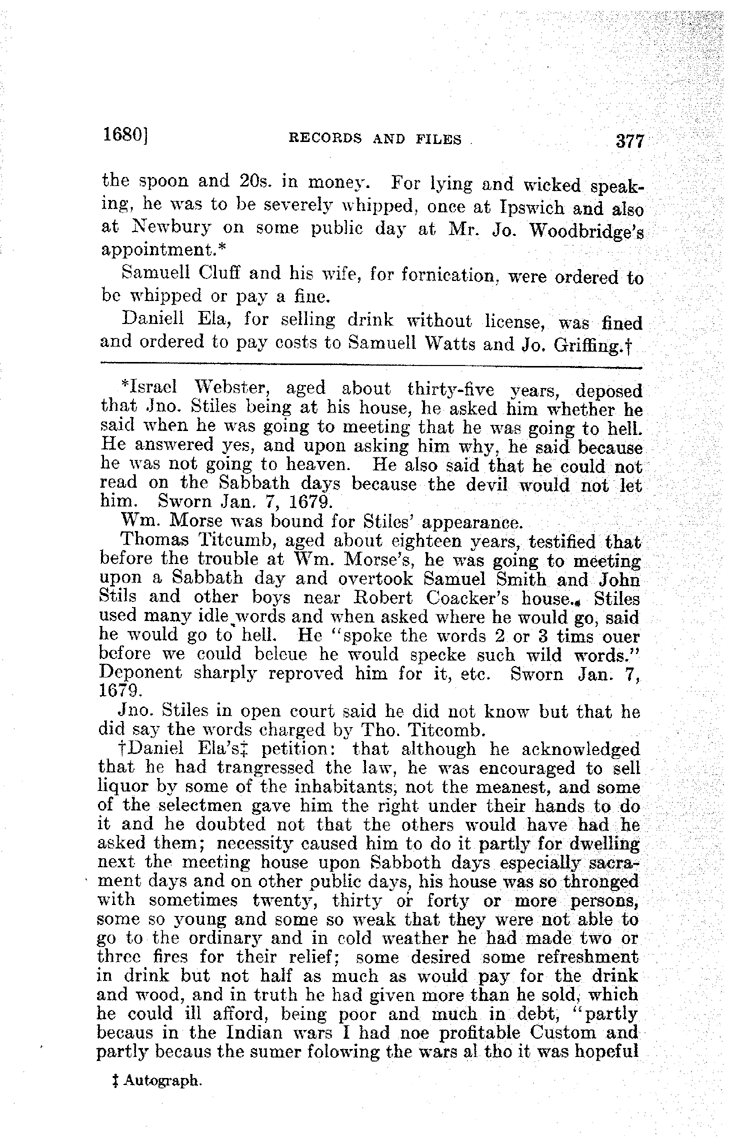 1680] RECORDS AND FILES 377
the spoon and 20s. in money. For lying and wicked speak-
ing, he was to be severely whipped, once at Ipswich and also
at Newbury on some public day at Mr. Jo. Woodbridge's
appointment.*
Samuell Cluff and his wife, for fornication, were ordered to
be whipped or pay a fine.
Daniell Ela, for selling drink without license, was fined
and ordered to pay costs to Samuell Watts and Jo. Griffing.†
*Israel Webster, aged about thirty-five years, deposed
that Jno. Stiles being at his house, he asked him whether he
said when he was going to meeting that he was going to hell.
He answered yes, and upon asking him why, he said because
he was not going to heaven. He also said that he could not
read on the Sabbath days because the devil would not let
him. Sworn Jan. 7, 1679.
Wm. Morse was bound for Stiles' appearance.
Thomas Titcumb, aged about eighteen years, testified that
before the trouble at Wm. Morse's, he was going to meeting
upon a Sabbath day and overtook Samuel Smith and John
Stils and other boys near Robert Coacker's house. Stiles
used many idle words and when asked where he would go, said
he would go to hell. He "spoke the words 2 or 3 tims ouer
before we could beleue he would specke such wild words."
Deponent sharply reproved him for it, etc. Sworn Jan. 7,
1679.
Jno. Stiles in open court said he did not know but that he
did say the words charged by Tho. Titcomb.
†Daniel Ela's‡ petition: that although he acknowledged
that he had trangressed the law, he was encouraged to sell
liquor by some of the inhabitants, not the meanest, and some
of the selectmen gave him the right under their hands to do
it and he doubted not that the others would have had he
asked them; necessity caused him to do it partly for dwelling
next the meeting house upon Sabboth days especially sacra-
ment days and on other public days, his house was so thronged
with sometimes twenty, thirty or forty or more persons,
some so young and some so weak that they were not able to
go to the ordinary and in cold weather he had made two or
three fires for their relief; some desired some refreshment
in drink but not half as much as would pay for the drink
and wood, and in truth he had given more than he sold, which
he could ill afford, being poor and much in debt, "partly
becaus in the Indian wars I had noe profitable Custom and
partly becaus the sumer folowing the wars al tho it was hopeful
‡ Autograph.